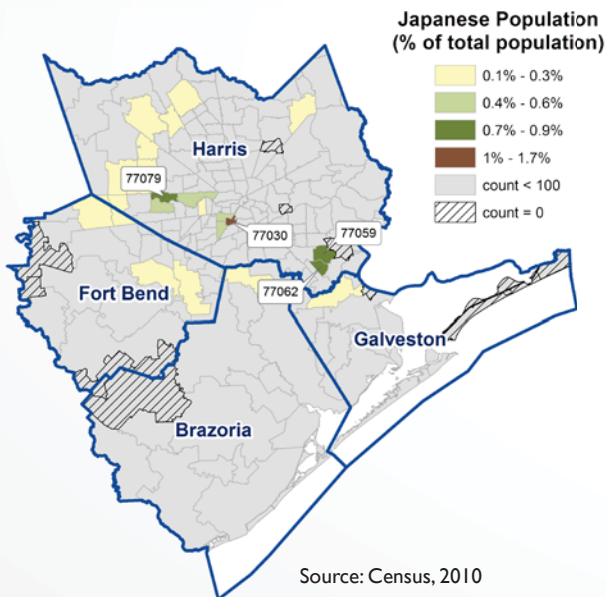 Japanese Population
(% of total population)
0.1% - 0.3%
0.4% - 0.6%
0.7% - 0.9%
1% - 1.7%
count < 100
count = 0
Harris
77079
77030
77059
Fort Bend
77062
Galveston
Brazoria
Source: Census, 2010